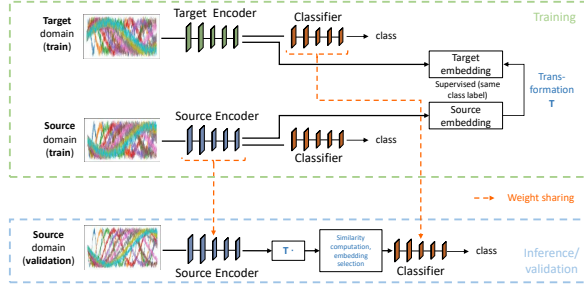 Target
domain
(train)
Target Encoder
Classifier
class
Training
Target
embedding
Supervised (same
class label)
Source
embedding
Trans-
formation
T
Source
domain
(train)
Source Encoder
Classifier
class
Weight sharing
Source
domain
(validation)
Source Encoder
T ·
Similarity
computation,
embedding
selection
Classifier
class
Inference/
validation